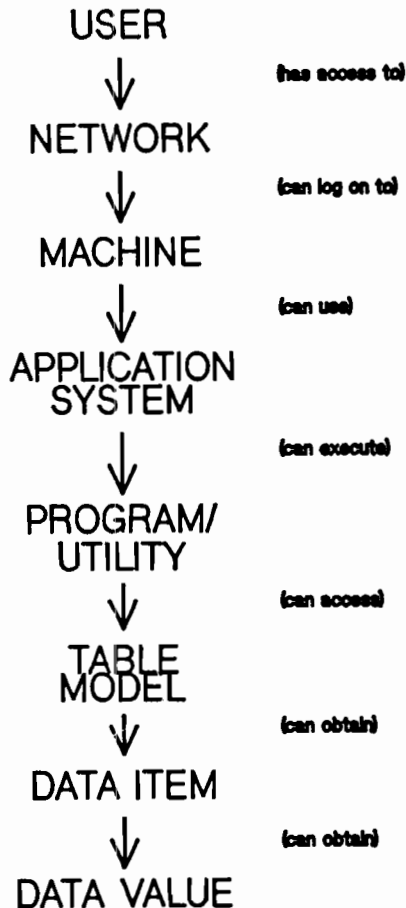 USER
(has access to)
NETWORK
(can log on to)
MACHINE
(can use)
APPLICATION
SYSTEM
(can execute)
PROGRAM/
UTILITY
(can access)
TABLE
MODEL
(can obtain)
DATA ITEM
(can obtain)
DATA VALUE